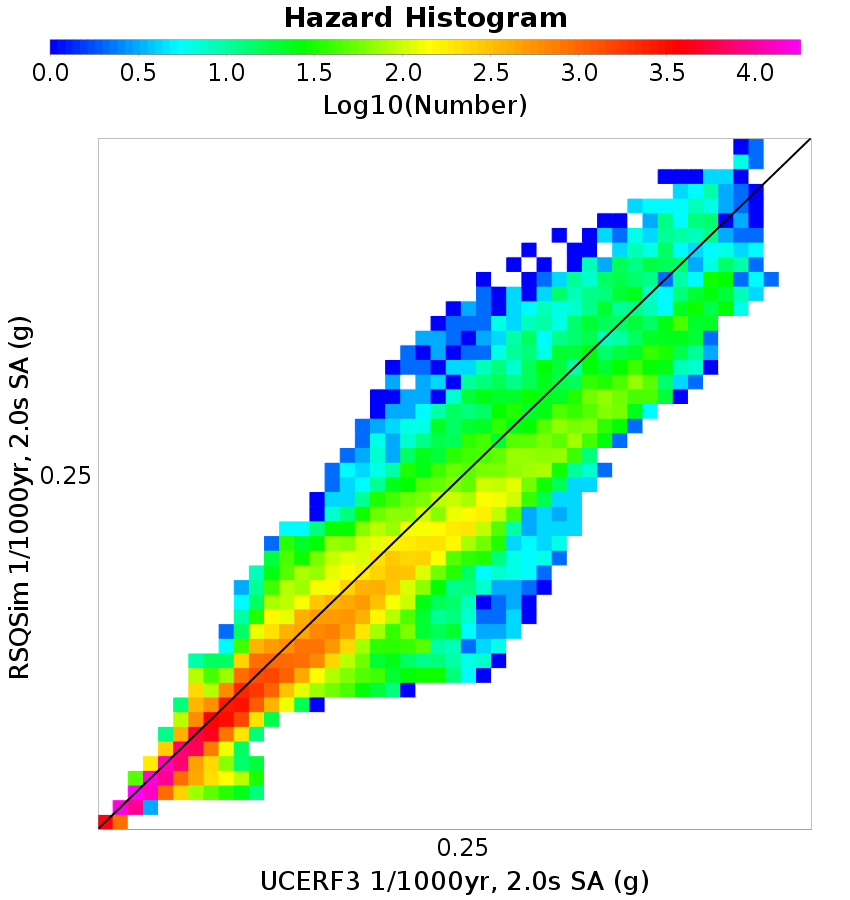 Hazard Histogram
0.0 0.5 1.0 1.5 2.0 2.5 3.0 3.5 4.0
Log10(Number)
RSQSim 1/1000yr, 2.0s SA (g)
0.25
0.25
UCERF3 1/1000yr, 2.0s SA (g)